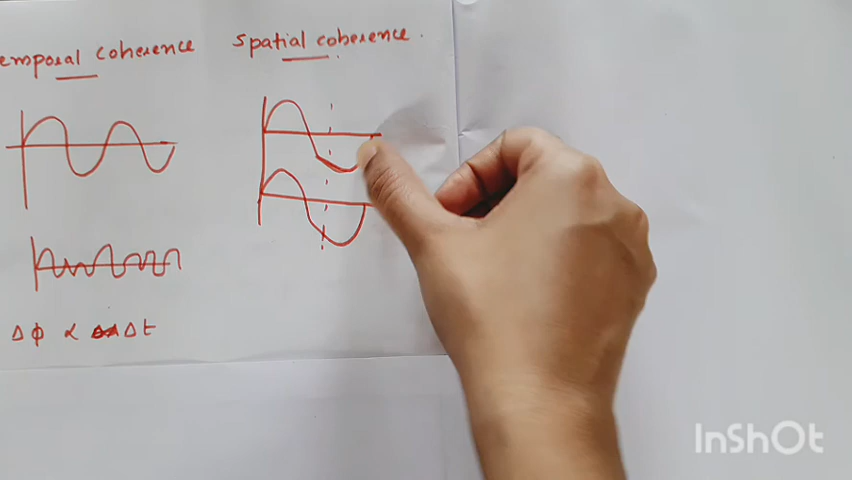 emporal coherence
Spatial coherence.
Δφ ∝ Δt
InShOt